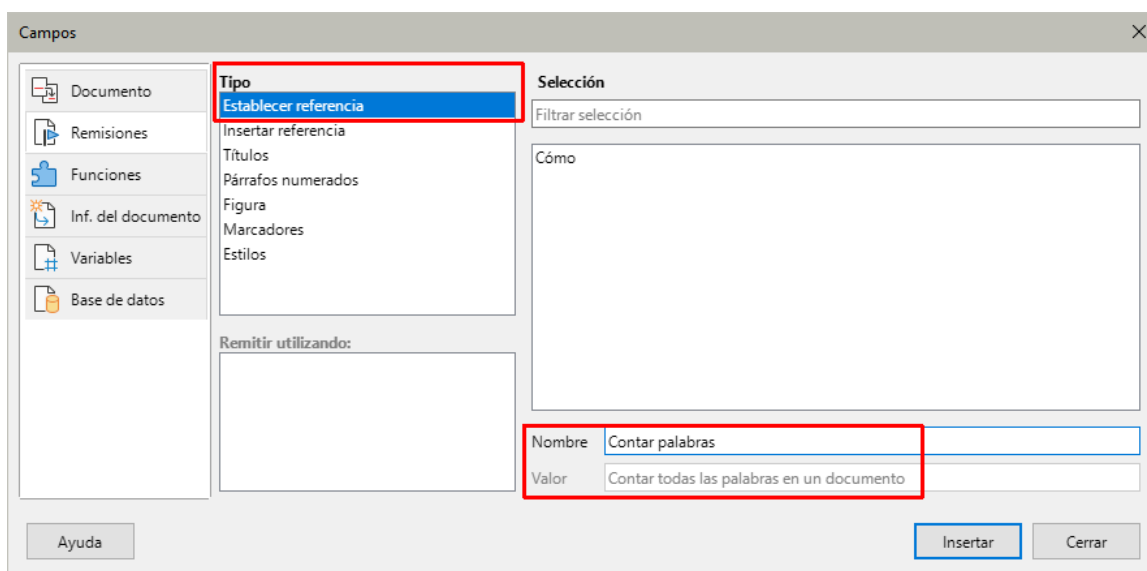 Campos
Documento
Remisiones
Funciones
Inf. del documento
Variables
Base de datos
Tipo
Establecer referencia
Insertar referencia
Títulos
Párrafos numerados
Figura
Marcadores
Estilos
Remitir utilizando:
Selección
Filtrar selección
Cómo
Nombre Contar palabras
Valor Contar todas las palabras en un documento
Ayuda
Insertar
Cerrar